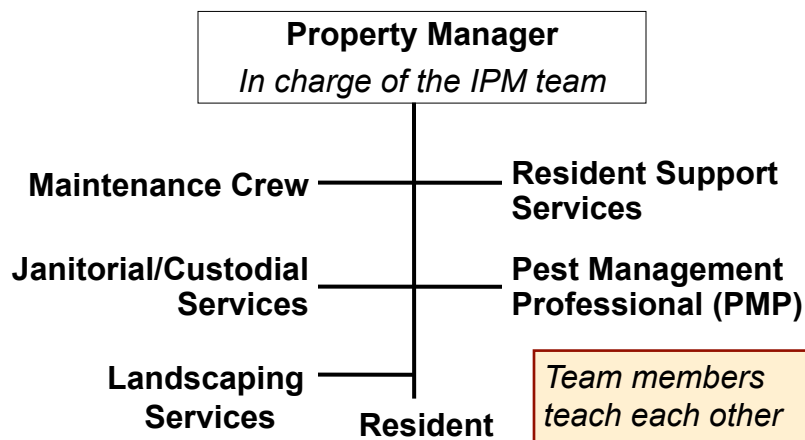 Property Manager
In charge of the IPM team
Maintenance Crew
Resident Support
Services
Janitorial/Custodial
Services
Pest Management
Professional (PMP)
Landscaping
Services
Resident
Team members
teach each other